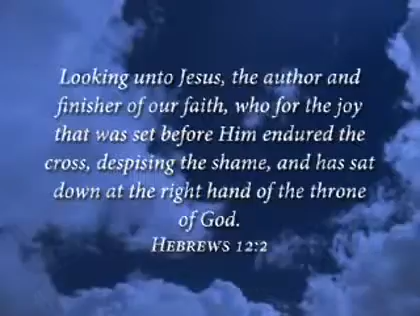 Looking unto Jesus, the author and
finisher of our faith, who for the joy
that was set before Him endured the
cross, despising the shame, and has sat
down at the right hand of the throne
of God.
HEBREWS 12:2